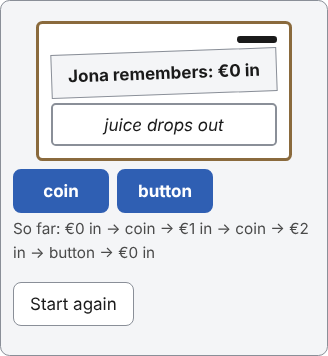 Jona remembers: €0 in
juice drops out
coin
button
So far: €0 in → coin → €1 in → coin → €2
in → button → €0 in
Start again